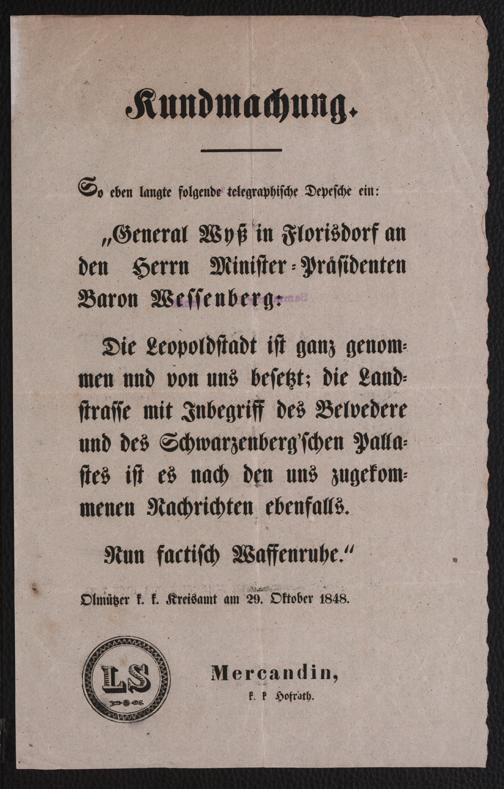 Kundmachung.
So eben langte folgende telegraphische Depesche ein:
„General Wyß in Florisdorf an
den Herrn Minister-Präsidenten
Baron Wessenberg:
Die Leopoldstadt ist ganz genom-
men nnd von uns besetzt; die Land-
strasse mit Inbegriff des Belvedere
und des Schwarzenberg'schen Palla-
stes ist es nach den uns zugekom-
menen Nachrichten ebenfalls.
Nun factisch Waffenruhe.“
Olmützer k. k. Kreisamt am 29. Oktober 1848.
LS
Mercandin,
k. k Hofrath.